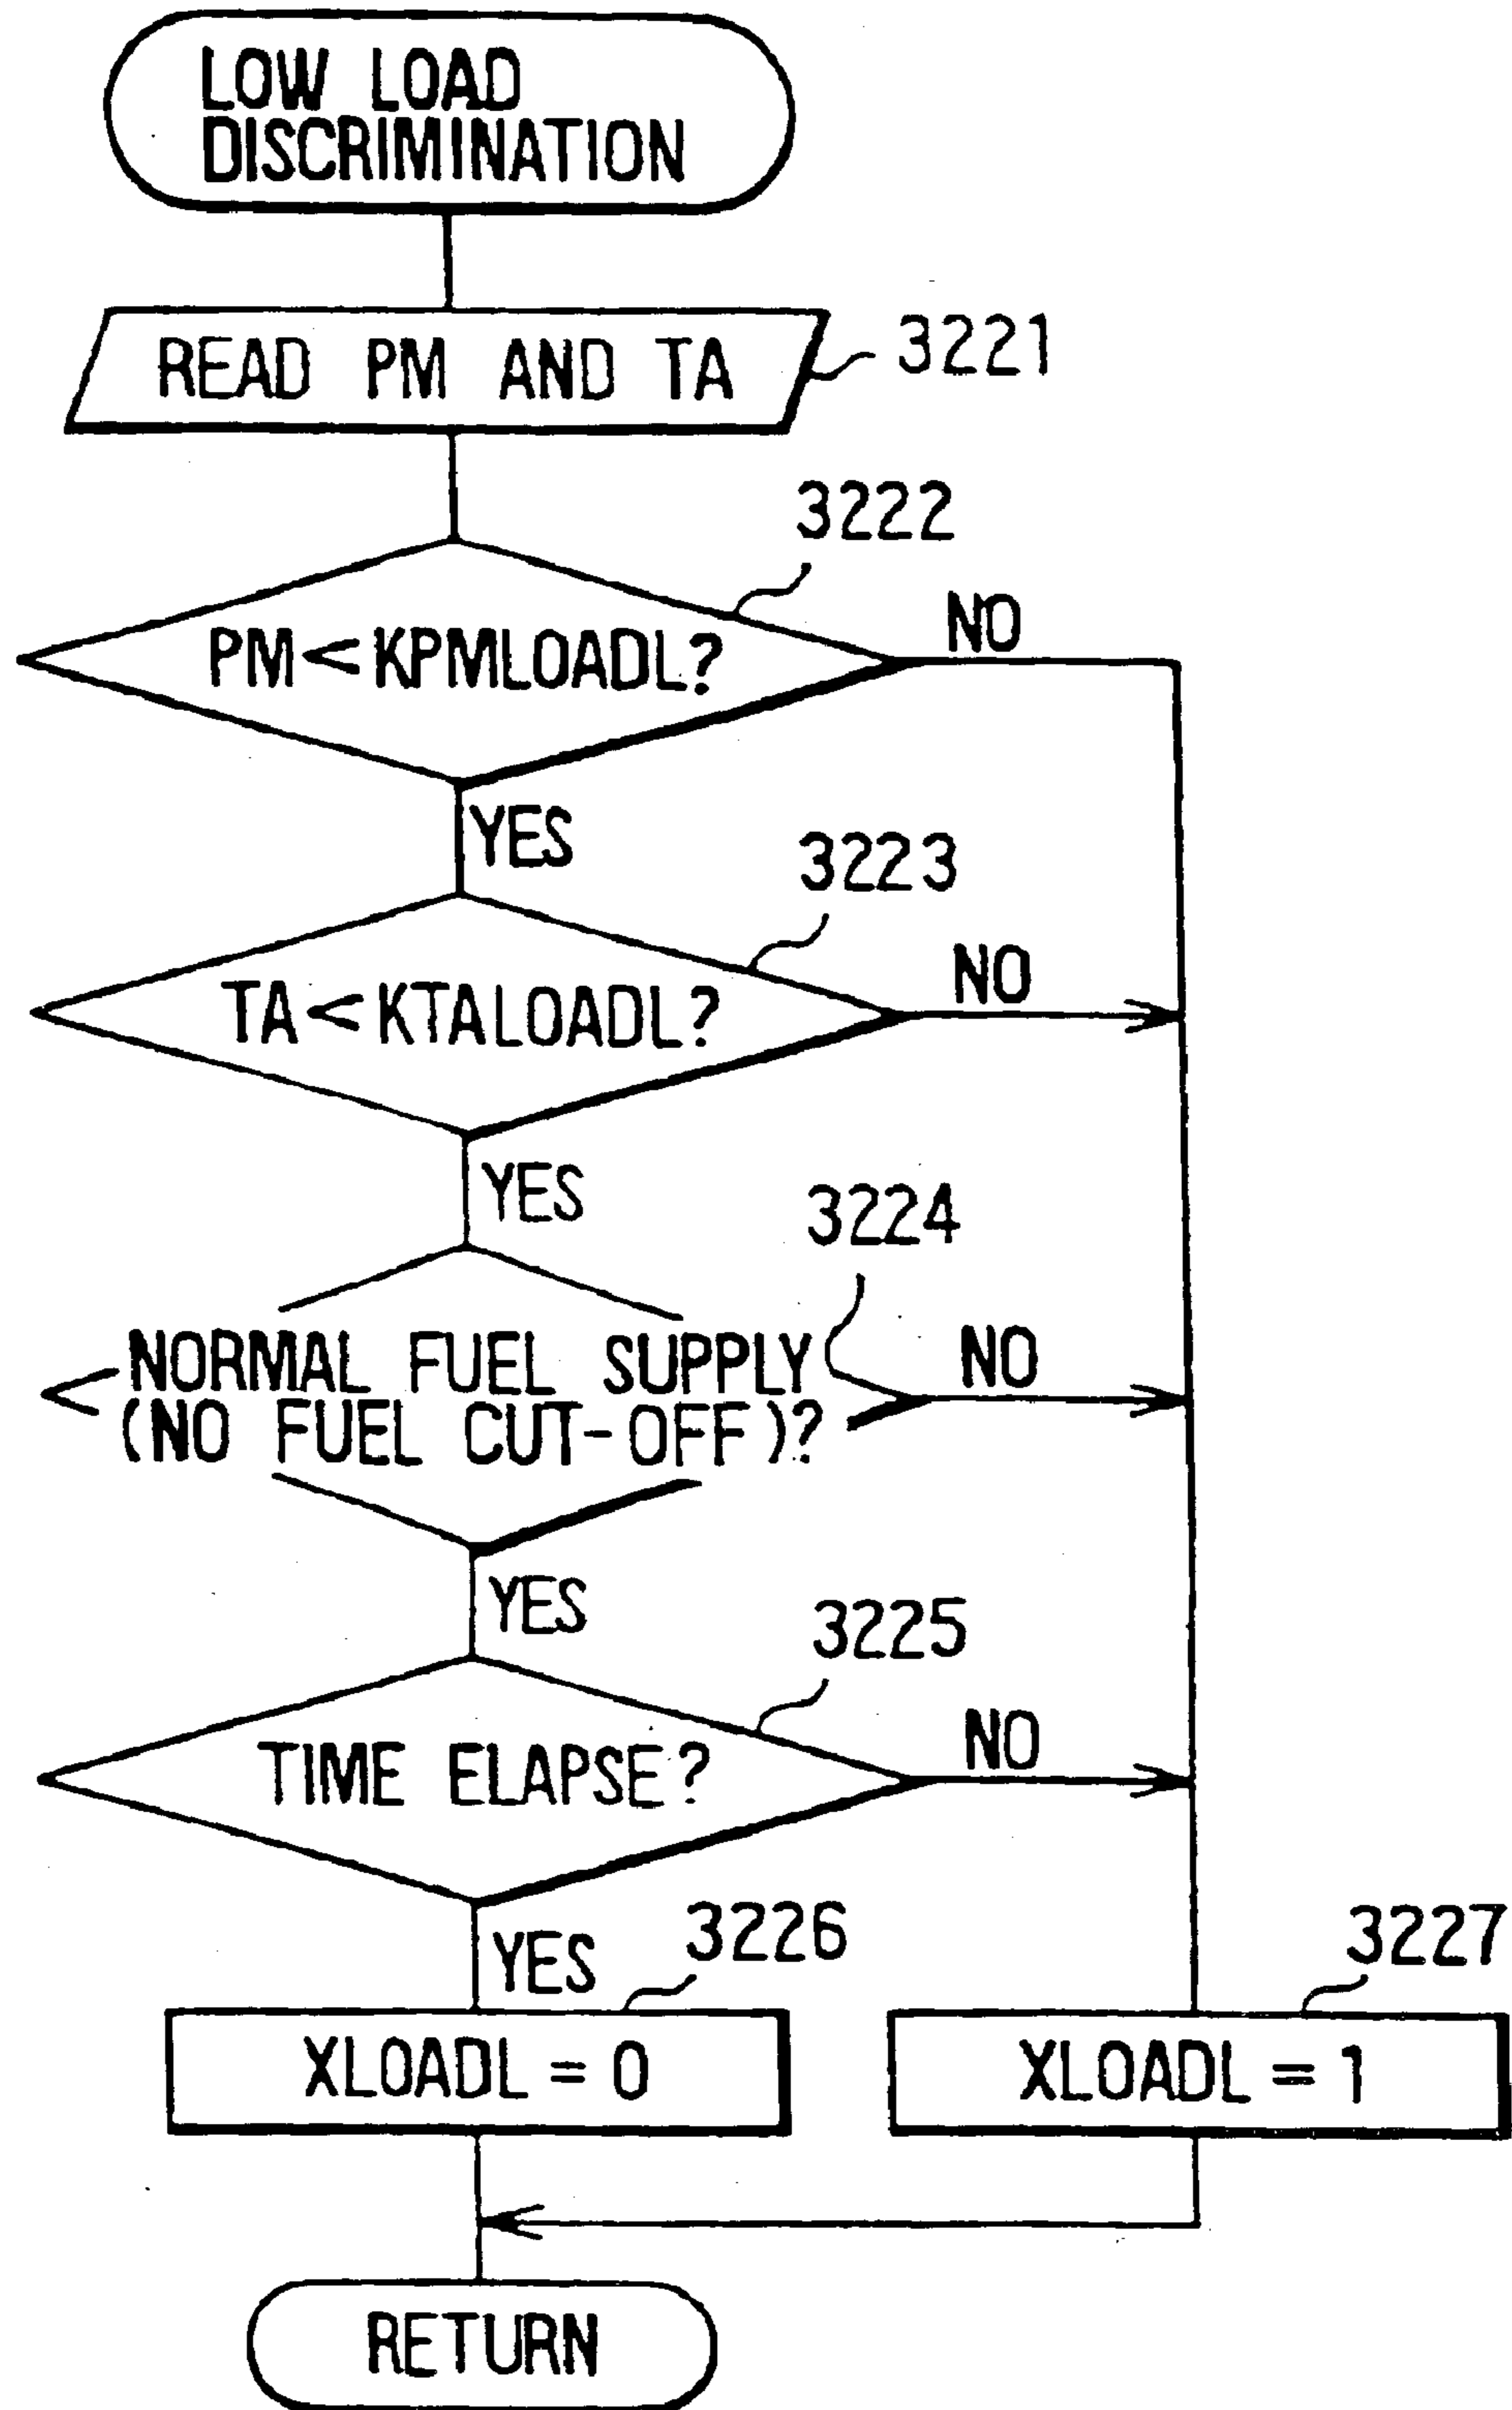 LOW LOAD
DISCRIMINATION
READ PM AND TA
3221
3222
PM<KPMLOADL?
NO
YES
3223
TA<KTALOADL?
NO
YES
3224
NORMAL FUEL SUPPLY
(NO FUEL CUT-OFF)?
NO
YES
3225
TIME ELAPSE?
NO
YES
3226
3227
XLOADL = 0
XLOADL = 1
RETURN